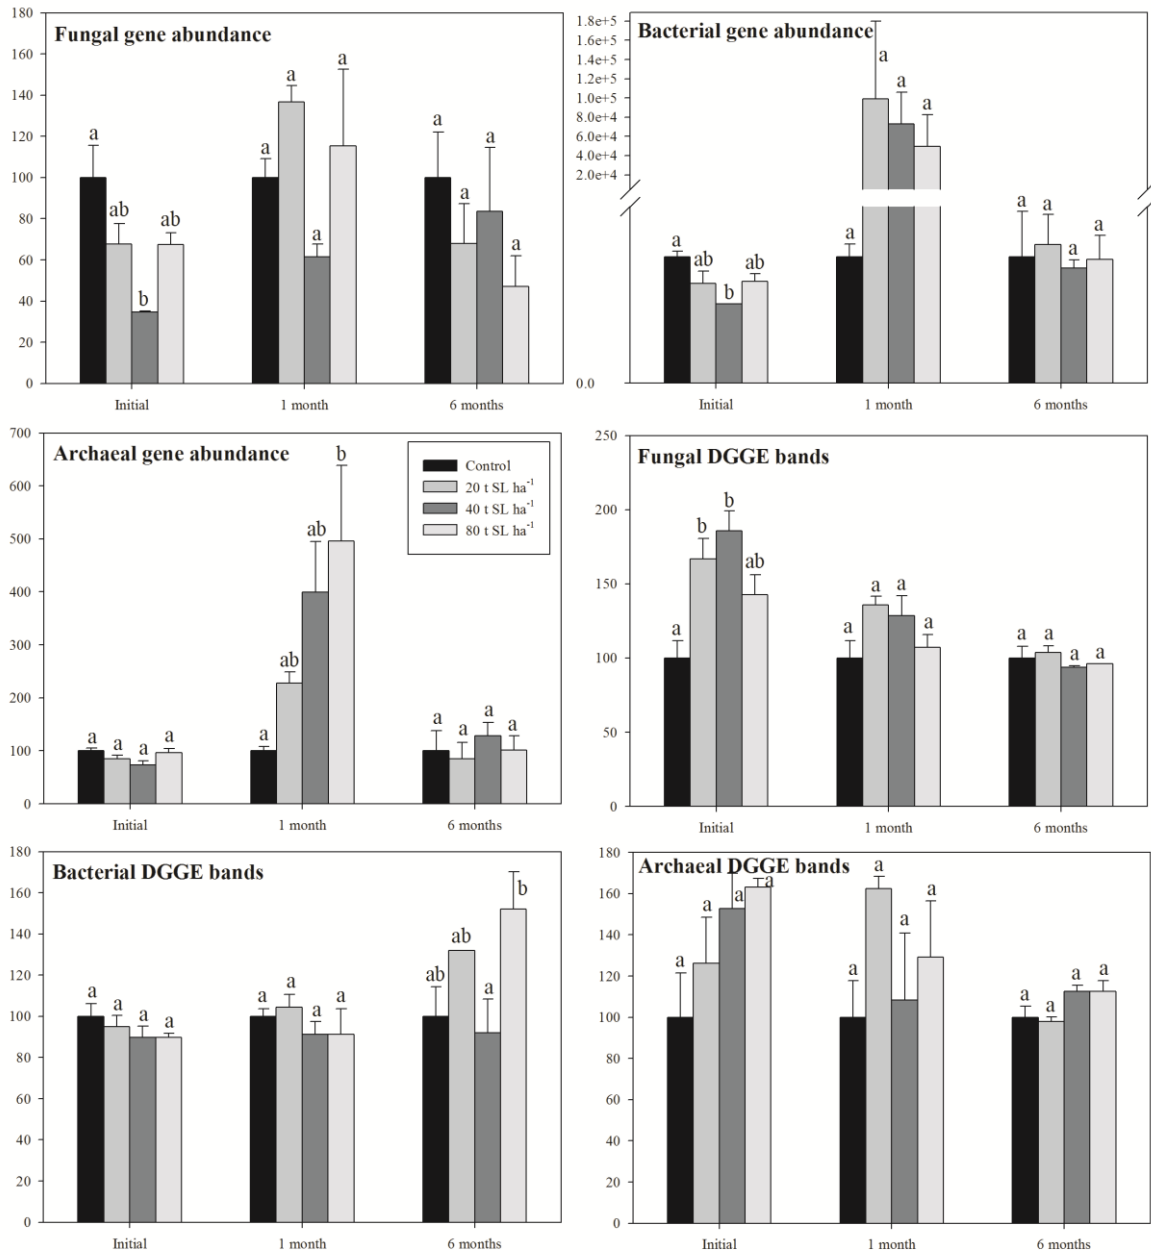 Fungal gene abundance
180
160
140
120
100
80
60
40
20
0
a
ab
b
ab
a
a
a
a
a
a
a
a
Initial
1 month
6 months
Bacterial gene abundance
1.8e+5
1.6e+5
1.4e+5
1.2e+5
1.0e+5
8.0e+4
6.0e+4
4.0e+4
2.0e+4
0.0
a
ab
b
ab
a
a
a
a
a
a
a
Initial
1 month
6 months
Archaeal gene abundance
700
600
500
400
300
200
100
0
a
a
a
a
a
ab
ab
b
a
a
a
a
Control
20 t SL ha⁻¹
40 t SL ha⁻¹
80 t SL ha⁻¹
Initial
1 month
6 months
Fungal DGGE bands
250
200
150
100
50
0
a
b
b
ab
a
a
a
a
a
a
a
a
Initial
1 month
6 months
Bacterial DGGE bands
180
160
140
120
100
80
60
40
20
0
a
a
a
a
a
a
a
a
ab
ab
a
b
Initial
1 month
6 months
Archaeal DGGE bands
180
160
140
120
100
80
60
40
20
0
a
a
a
a
a
a
a
a
a
a
a
a
Initial
1 month
6 months